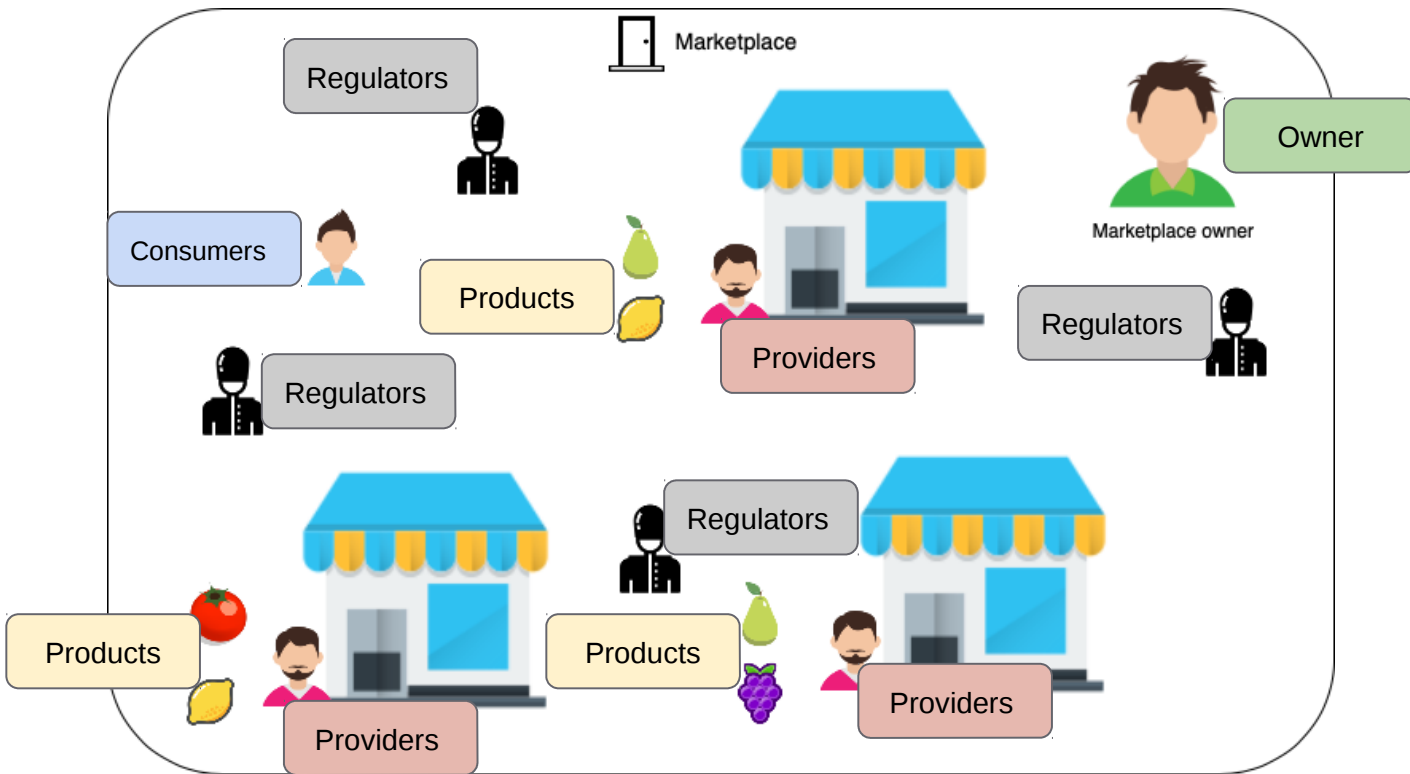 Marketplace
Regulators
Owner
Marketplace owner
Consumers
Products
Providers
Regulators
Regulators
Regulators
Products
Providers
Products
Providers